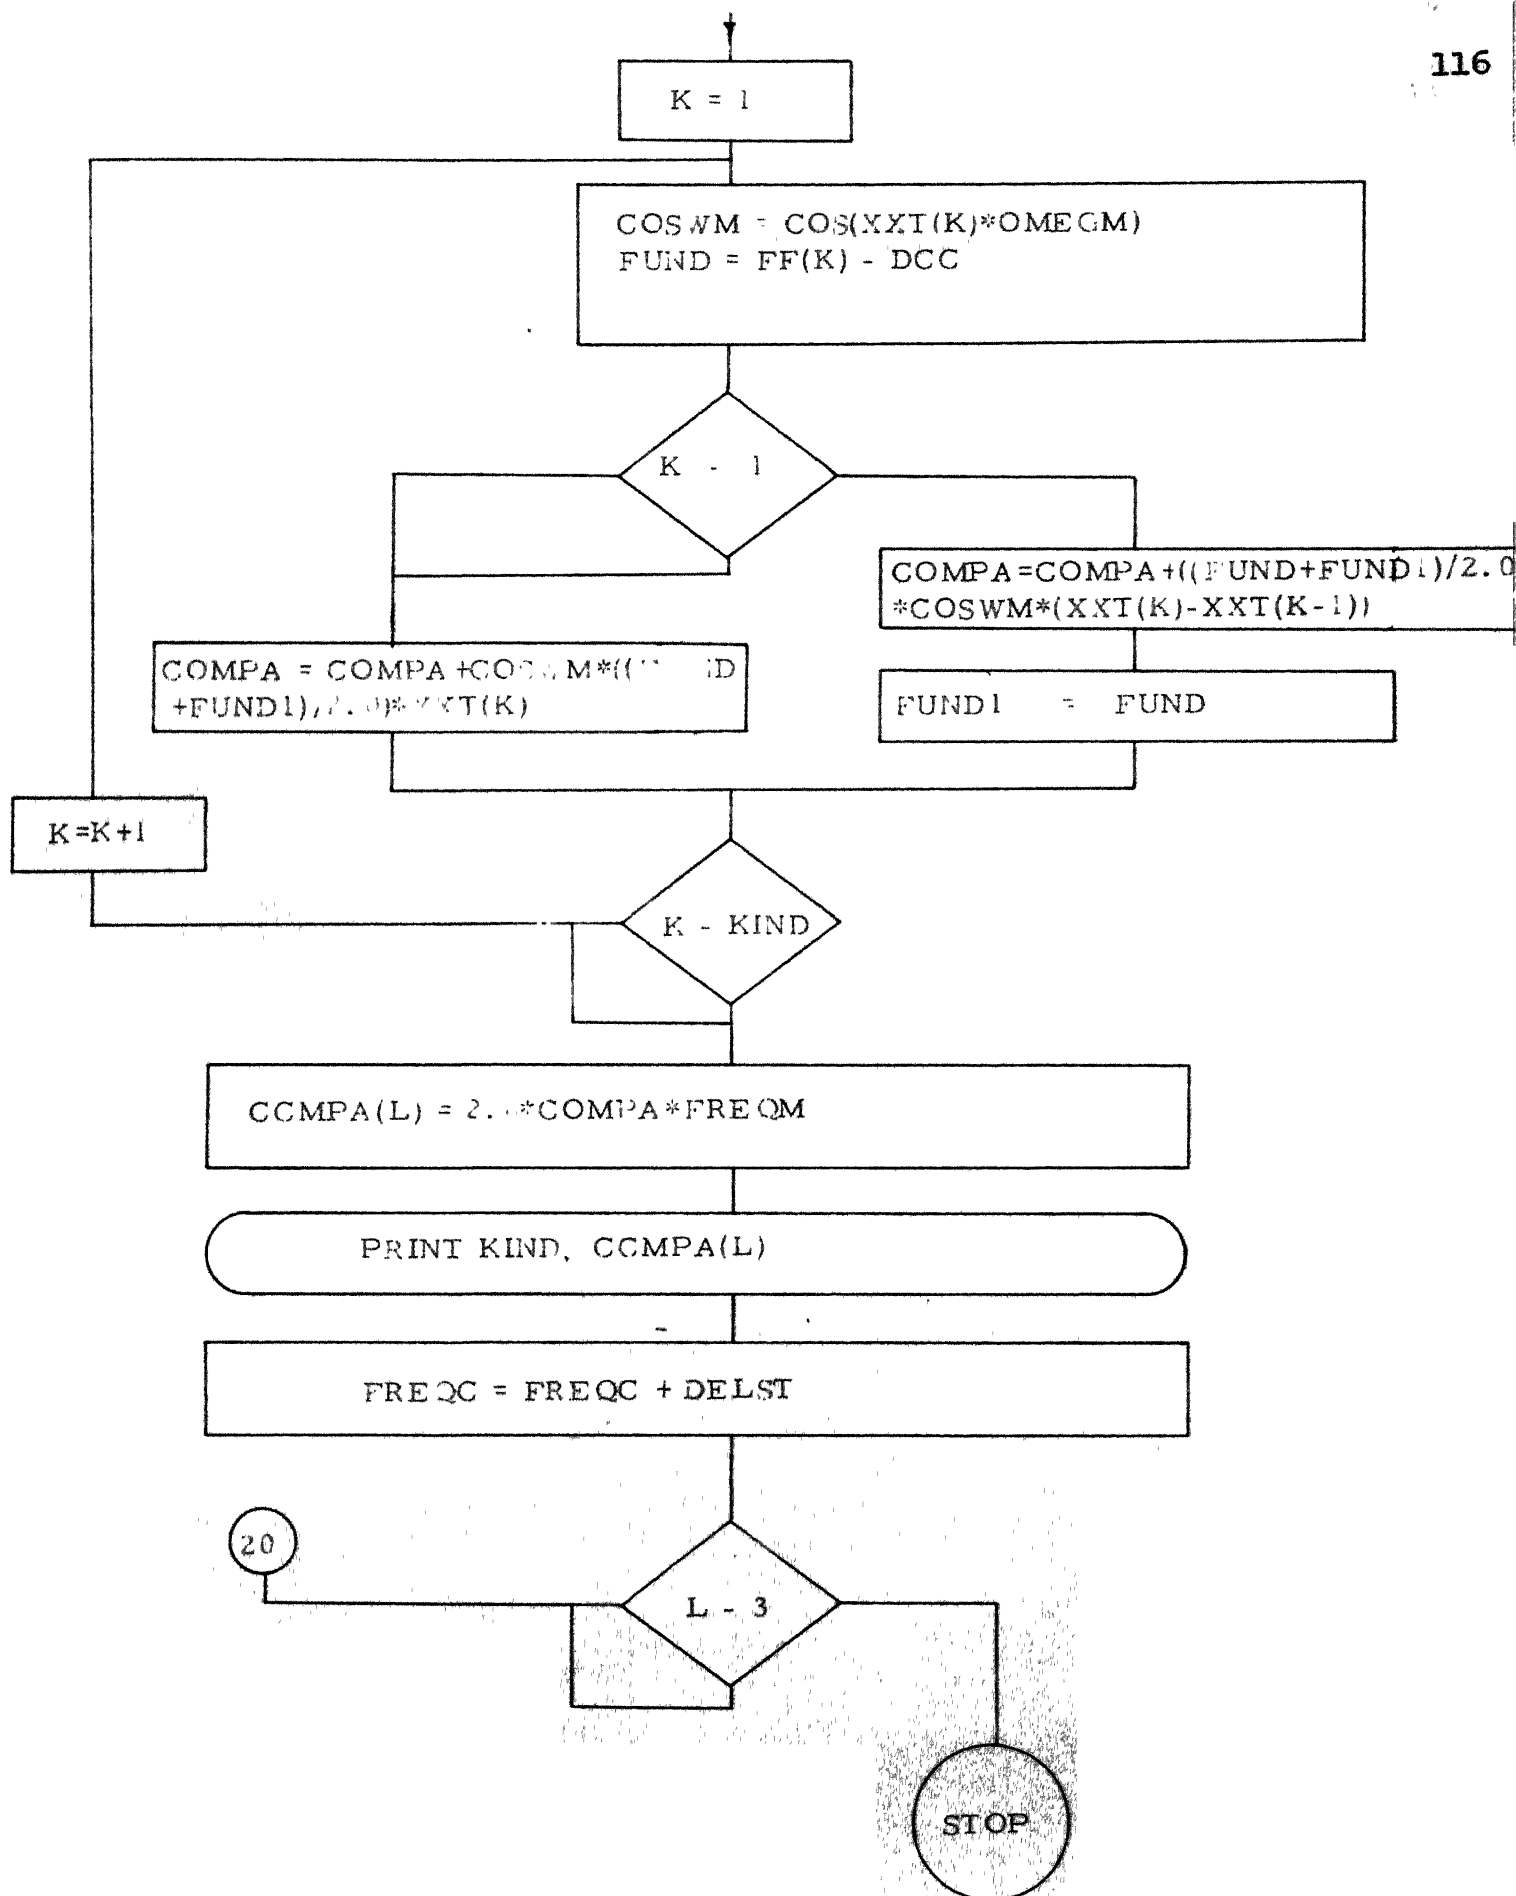 116
K = 1
COSWM = COS(XXT(K)*OMEGM)
FUND = FF(K) - DCC
K - 1
COMPA=COMPA+((FUND+FUND1)/2.0
*COSWM*(XXT(K)-XXT(K-1))
COMPA = COMPA
+FUND1)/2.0)*XXT(K)
FUND1 = FUND
K=K+1
K - KIND
CCMPA(L) =
*COMPA*FREQM
PRINT KIND, CCMPA(L)
FREQC = FREQC + DELST
20
L - 3
STOP